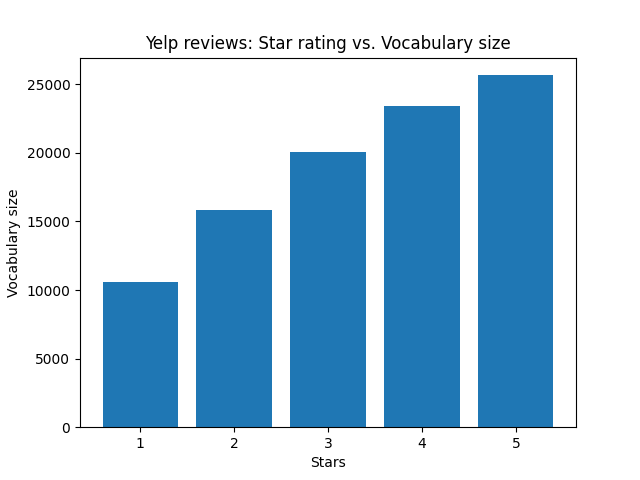 Yelp reviews: Star rating vs. Vocabulary size
25000
20000
15000
10000
5000
0
Vocabulary size
1 2 3 4 5
Stars